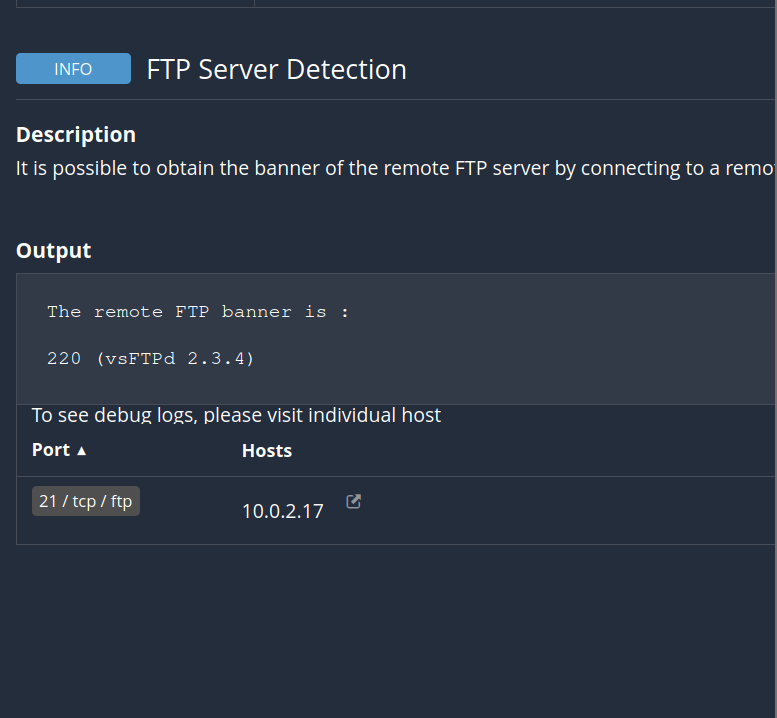 INFO FTP Server Detection
Description
It is possible to obtain the banner of the remote FTP server by connecting to a remo
Output
The remote FTP banner is :
220 (vsFTPd 2.3.4)
To see debug logs, please visit individual host
Port ▲ Hosts
21 / tcp / ftp 10.0.2.17